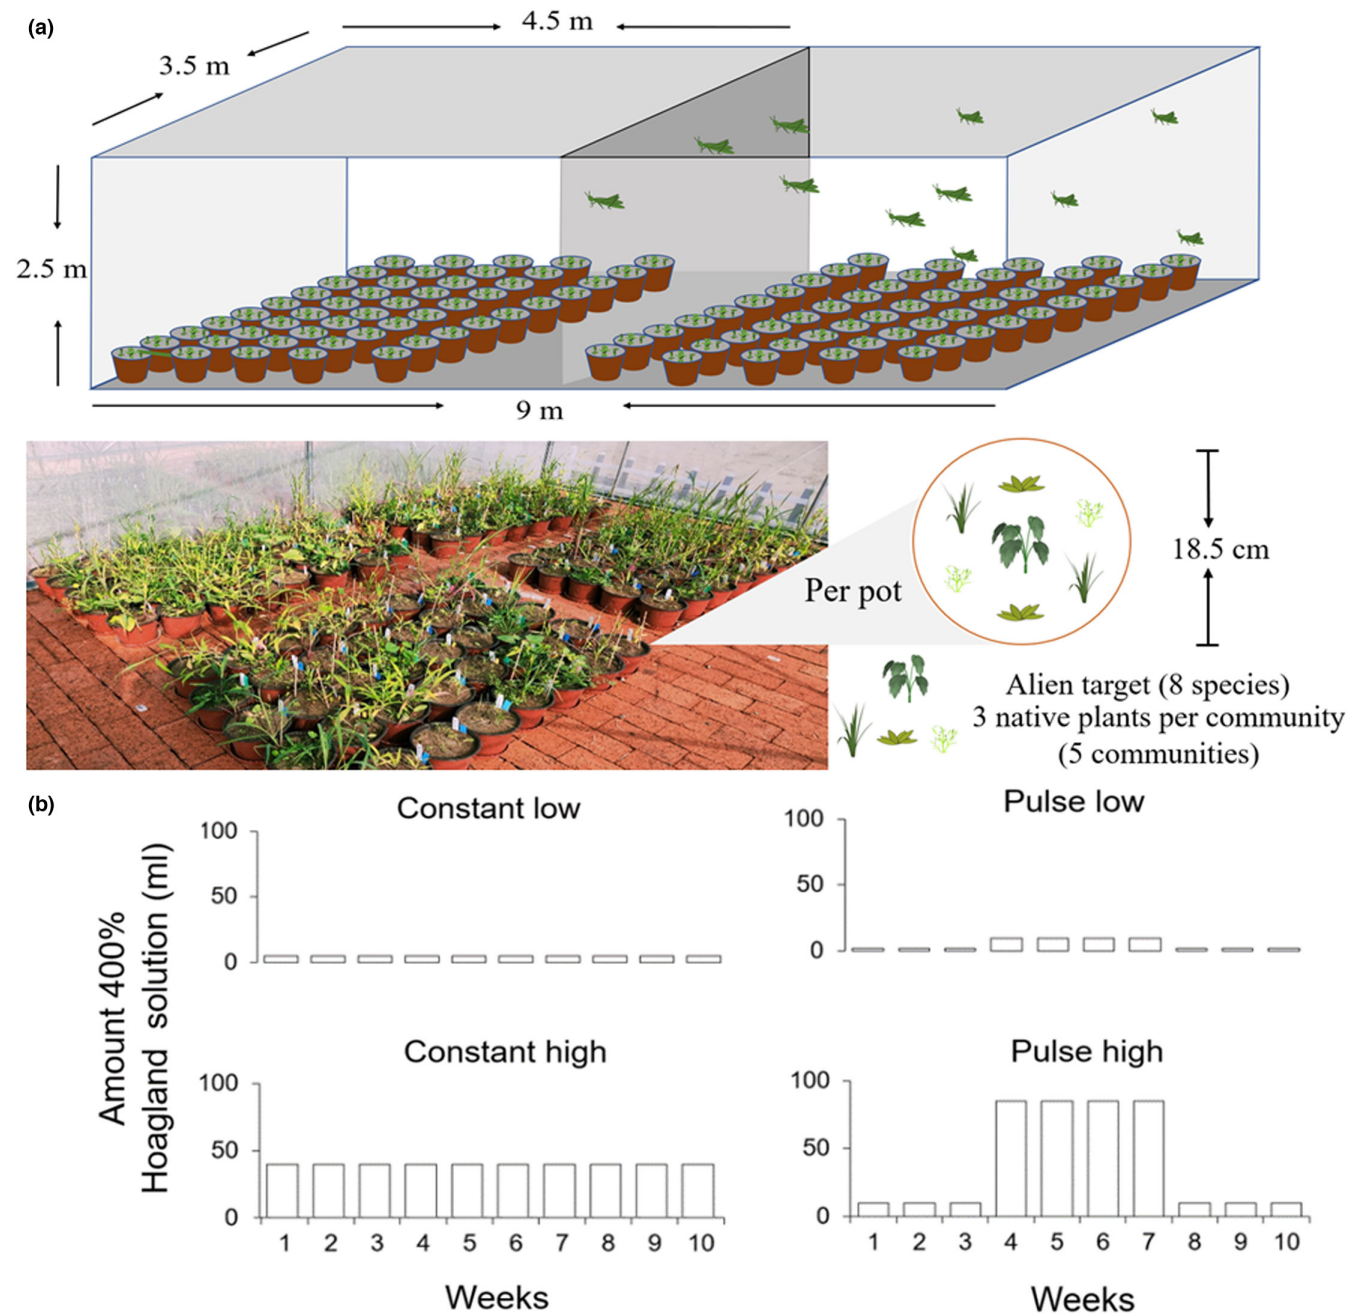 (a)
4.5 m
3.5 m
2.5 m
9 m
Per pot
18.5 cm
Alien target (8 species)
3 native plants per community
(5 communities)
(b)
Constant low
Pulse low
Amount 400%
Hoagland solution (ml)
100
50
0
100
50
0
Constant high
Pulse high
100
50
0
1 2 3 4 5 6 7 8 9 10
Weeks
100
50
0
1 2 3 4 5 6 7 8 9 10
Weeks